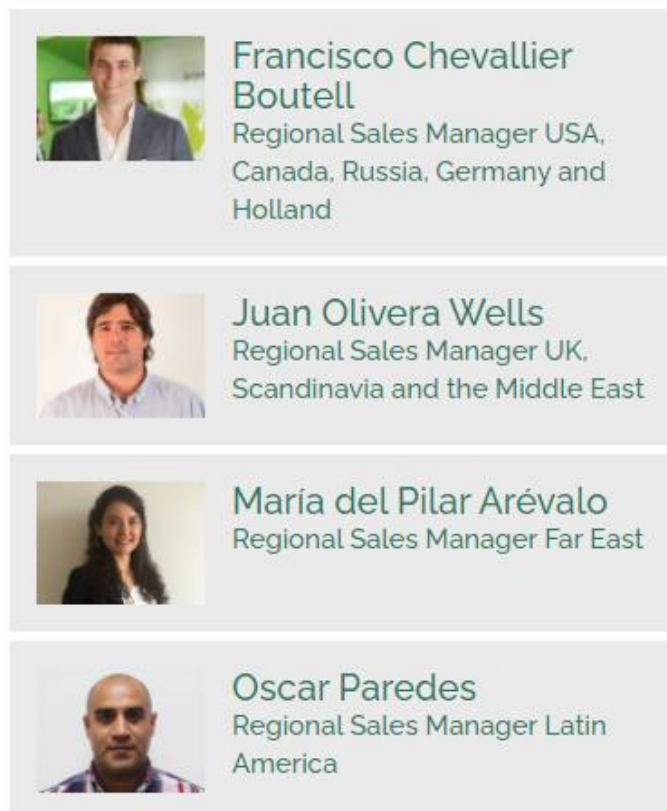 Francisco Chevallier
Boutell
Regional Sales Manager USA,
Canada, Russia, Germany and
Holland
Juan Olivera Wells
Regional Sales Manager UK,
Scandinavia and the Middle East
María del Pilar Arévalo
Regional Sales Manager Far East
Oscar Paredes
Regional Sales Manager Latin
America